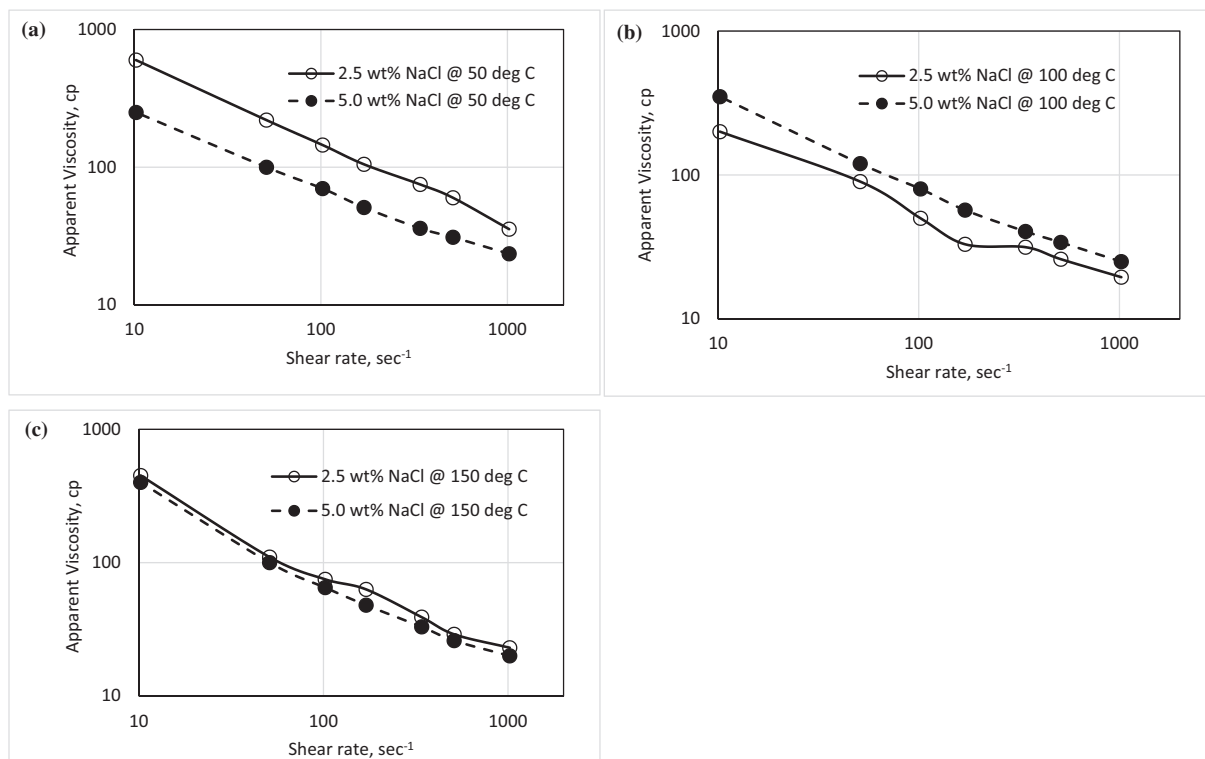 (a)
1000
100
10
Apparent Viscosity, cp
2.5 wt% NaCl @ 50 deg C
5.0 wt% NaCl @ 50 deg C
10 100 1000
Shear rate, sec⁻¹
(b)
1000
100
10
Apparent Viscosity, cp
2.5 wt% NaCl @ 100 deg C
5.0 wt% NaCl @ 100 deg C
10 100 1000
Shear rate, sec⁻¹
(c)
1000
100
10
Apparent Viscosity, cp
2.5 wt% NaCl @ 150 deg C
5.0 wt% NaCl @ 150 deg C
10 100 1000
Shear rate, sec⁻¹